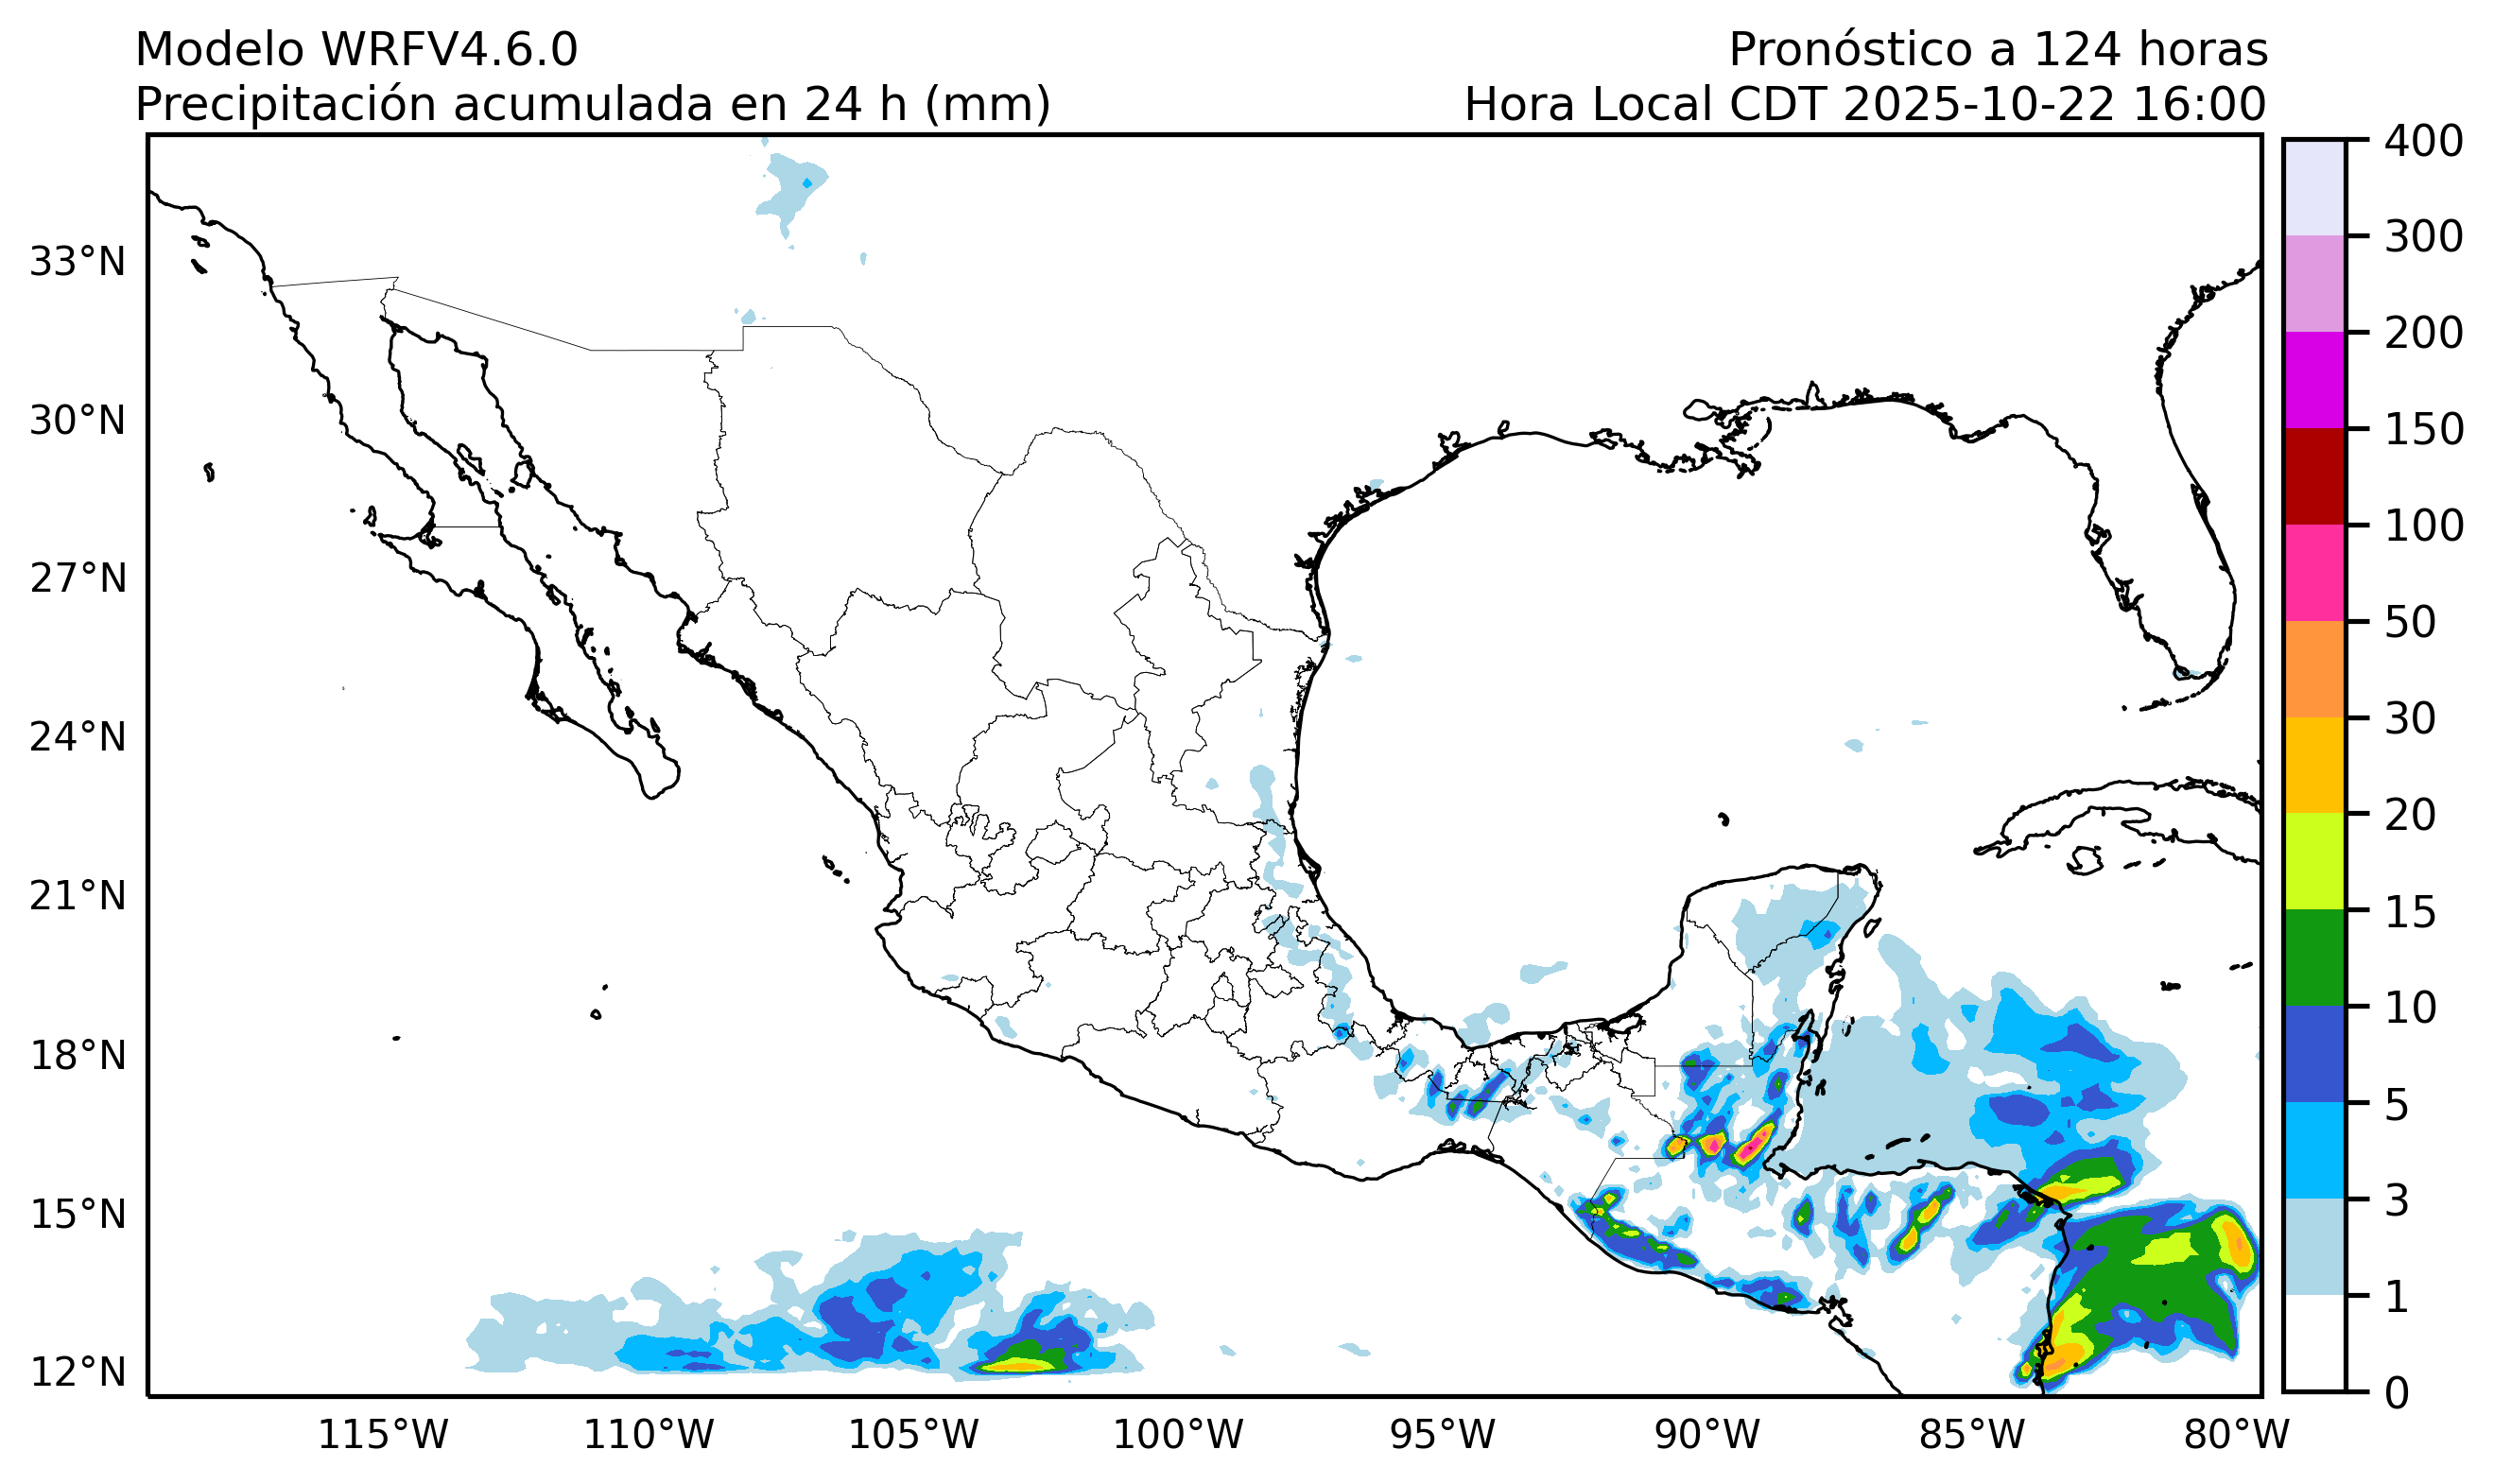 Modelo WRFV4.6.0
Pronóstico a 124 horas
Precipitación acumulada en 24 h (mm)
Hora Local CDT 2025-10-22 16:00
33°N
30°N
27°N
24°N
21°N
18°N
15°N
12°N
115°W
110°W
105°W
100°W
95°W
90°W
85°W
80°W
400
300
200
150
100
50
30
20
15
10
5
3
1
0